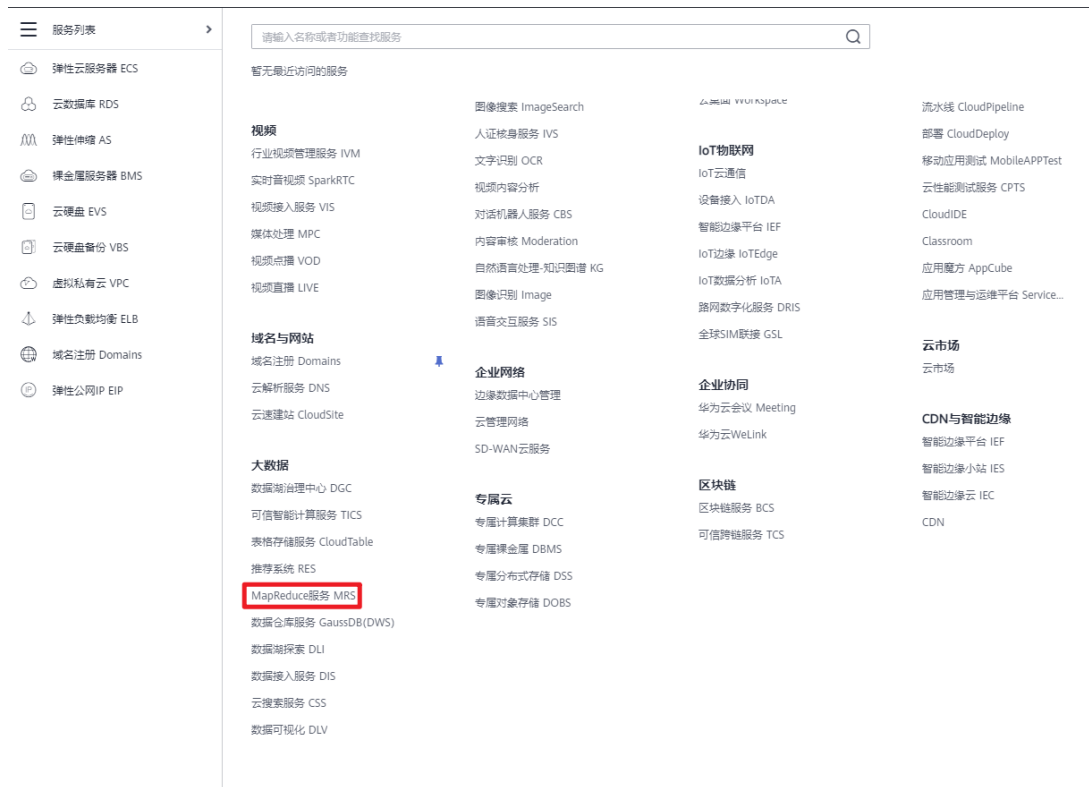 服务列表
弹性云服务器 ECS
云数据库 RDS
弹性伸缩 AS
裸金属服务器 BMS
云硬盘 EVS
云硬盘备份 VBS
虚拟私有云 VPC
弹性负载均衡 ELB
域名注册 Domains
弹性公网IP EIP
请输入名称或者功能查找服务
暂无最近访问的服务
视频
行业视频管理服务 IVM
实时音视频 SparkRTC
视频接入服务 VIS
媒体处理 MPC
视频点播 VOD
视频直播 LIVE
域名与网站
域名注册 Domains
云解析服务 DNS
云速建站 CloudSite
大数据
数据湖治理中心 DGC
可信智能计算服务 TICS
表格存储服务 CloudTable
推荐系统 RES
MapReduce服务 MRS
数据仓库服务 GaussDB(DWS)
数据湖探索 DLI
数据接入服务 DIS
云搜索服务 CSS
数据可视化 DLV
图像搜索 ImageSearch
人证核身服务 IVS
文字识别 OCR
视频内容分析
对话机器人服务 CBS
内容审核 Moderation
自然语言处理-知识图谱 KG
图像识别 Image
语音交互服务 SIS
企业网络
边缘数据中心管理
云管理网络
SD-WAN云服务
专属云
专属计算集群 DCC
专属裸金属 DBMS
专属分布式存储 DSS
专属对象存储 DOBS
云桌面 Workspace
IoT物联网
IoT云通信
设备接入 IoTDA
智能边缘平台 IEF
IoT边缘 IoTEdge
IoT数据分析 IoTA
路网数字化服务 DRIS
全球SIM联接 GSL
企业协同
华为云会议 Meeting
华为云WeLink
区块链
区块链服务 BCS
可信跨链服务 TCS
流水线 CloudPipeline
部署 CloudDeploy
移动应用测试 MobileAPPTest
云性能测试服务 CPTS
CloudIDE
Classroom
应用魔方 AppCube
应用管理与运维平台 Service...
云市场
云市场
CDN与智能边缘
智能边缘平台 IEF
智能边缘小站 IES
智能边缘云 IEC
CDN